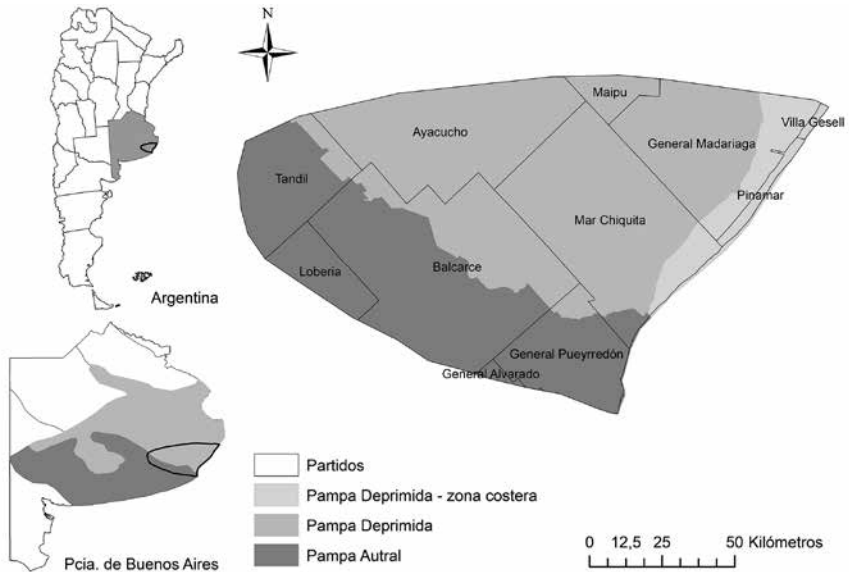 N
Argentina
Maipu
Villa Gesell
Ayacucho
General Madariaga
Tandil
Pinamar
Mar Chiquita
Balcarce
Loberia
General Pueyrredón
General Alvarado
Pcia. de Buenos Aires
Partidos
Pampa Deprimida - zona costera
Pampa Deprimida
Pampa Autral
0 12,5 25 50 Kilómetros